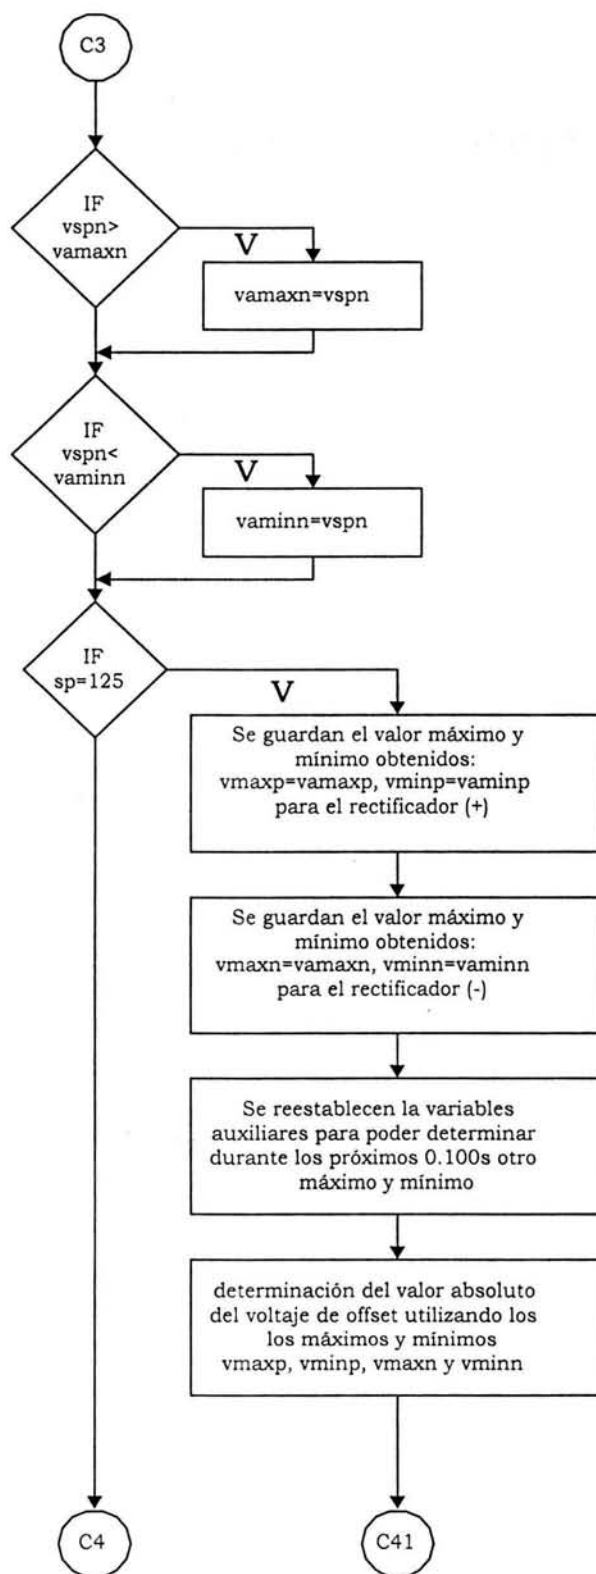 C3
IF
vspn>
vamaxn
V
vamaxn=vspn
IF
vspn<
vaminn
V
vaminn=vspn
IF
sp=125
V
Se guardan el valor máximo y
mínimo obtenidos:
vmaxp=vamaxp, vminp=vaminp
para el rectificador (+)
Se guardan el valor máximo y
mínimo obtenidos:
vmaxn=vamaxn, vminn=vaminn
para el rectificador (-)
Se reestablecen la variables
auxiliares para poder determinar
durante los próximos 0.100s otro
máximo y mínimo
determinación del valor absoluto
del voltaje de offset utilizando los
los máximos y mínimos
vmaxp, vminp, vmaxn y vminn
C4
C41